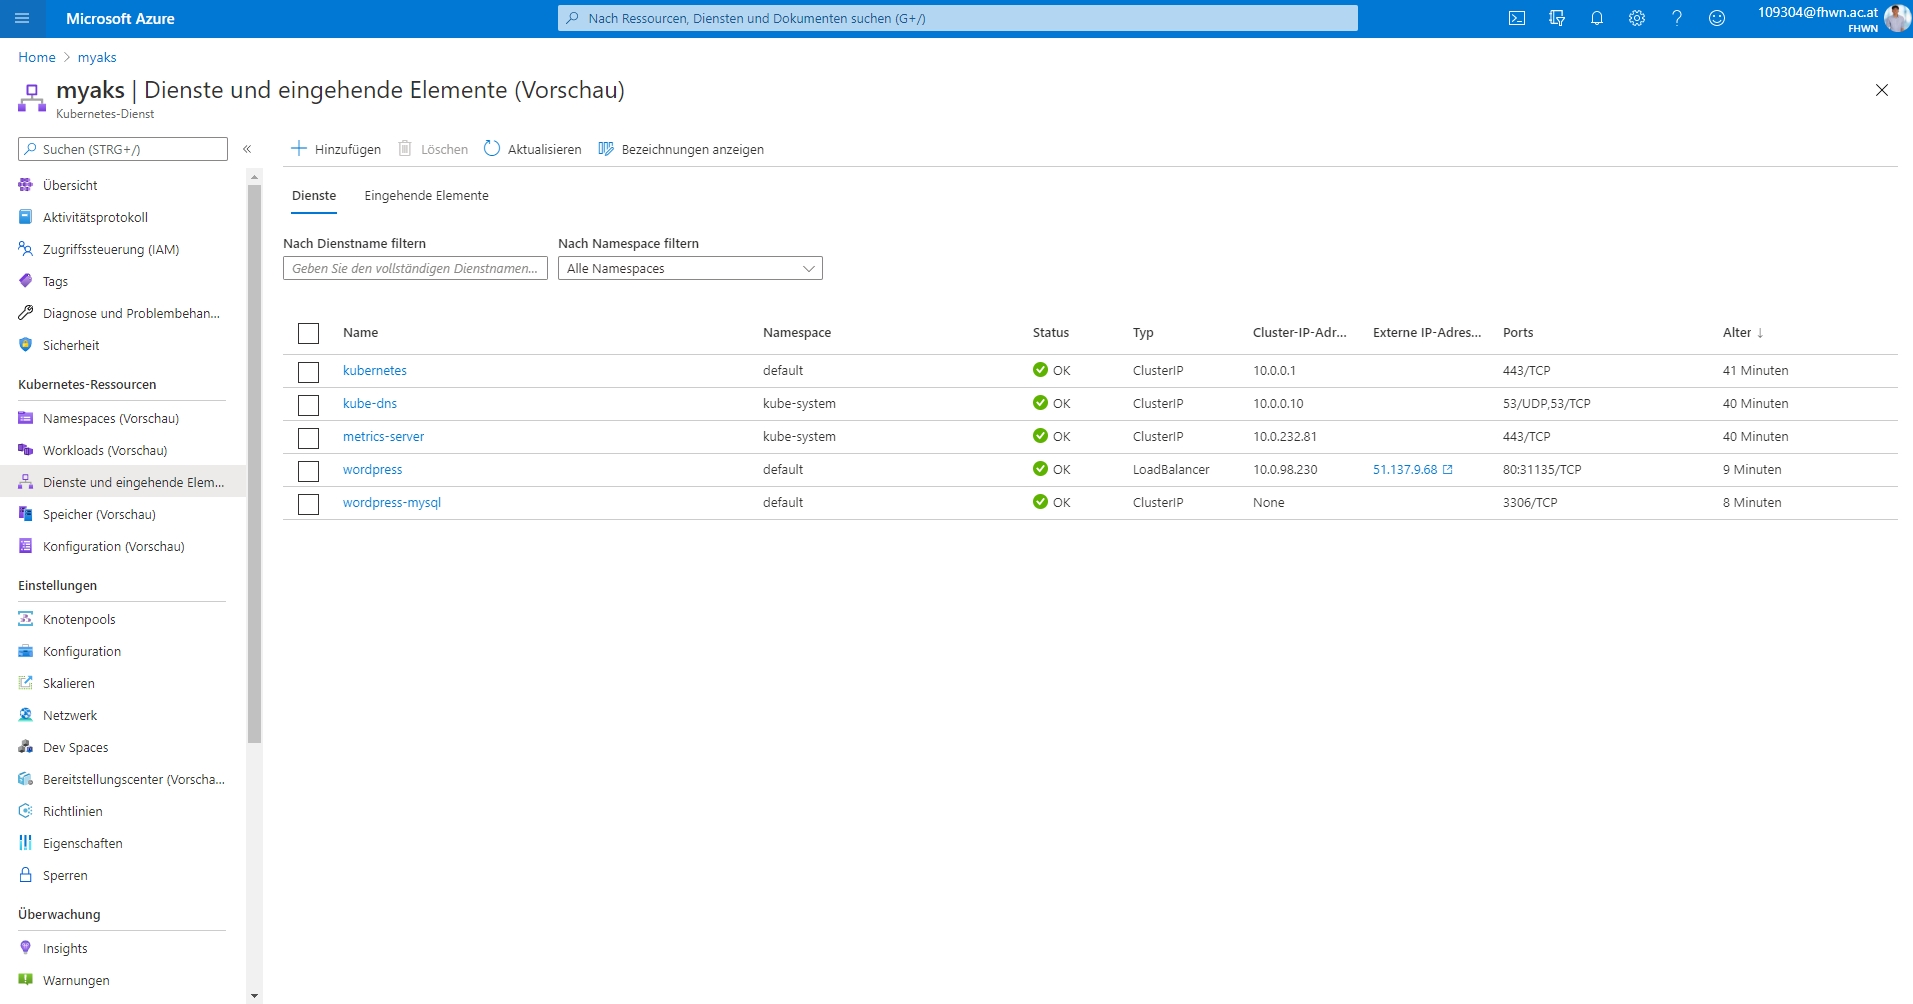 Microsoft Azure
Nach Ressourcen, Diensten und Dokumenten suchen (G+/)
109304@fhwn.ac.at
FHWN
Home > myaks
myaks | Dienste und eingehende Elemente (Vorschau)
Kubernetes-Dienst
Suchen (STRG+/)
«
Übersicht
Aktivitätsprotokoll
Zugriffssteuerung (IAM)
Tags
Diagnose und Problembehan...
Sicherheit
Kubernetes-Ressourcen
Namespaces (Vorschau)
Workloads (Vorschau)
Dienste und eingehende Elem...
Speicher (Vorschau)
Konfiguration (Vorschau)
Einstellungen
Knotenpools
Konfiguration
Skalieren
Netzwerk
Dev Spaces
Bereitstellungscenter (Vorscha...
Richtlinien
Eigenschaften
Sperren
Überwachung
Insights
Warnungen
Hinzufügen Löschen Aktualisieren Bezeichnungen anzeigen
Dienste Eingehende Elemente
Nach Dienstname filtern Nach Namespace filtern
Geben Sie den vollständigen Dienstnamen... Alle Namespaces
Name Namespace Status Typ Cluster-IP-Adr... Externe IP-Adres... Ports Alter ↓
kubernetes default OK ClusterIP 10.0.0.1 443/TCP 41 Minuten
kube-dns kube-system OK ClusterIP 10.0.0.10 53/UDP,53/TCP 40 Minuten
metrics-server kube-system OK ClusterIP 10.0.232.81 443/TCP 40 Minuten
wordpress default OK LoadBalancer 10.0.98.230 51.137.9.68 80:31135/TCP 9 Minuten
wordpress-mysql default OK ClusterIP None 3306/TCP 8 Minuten